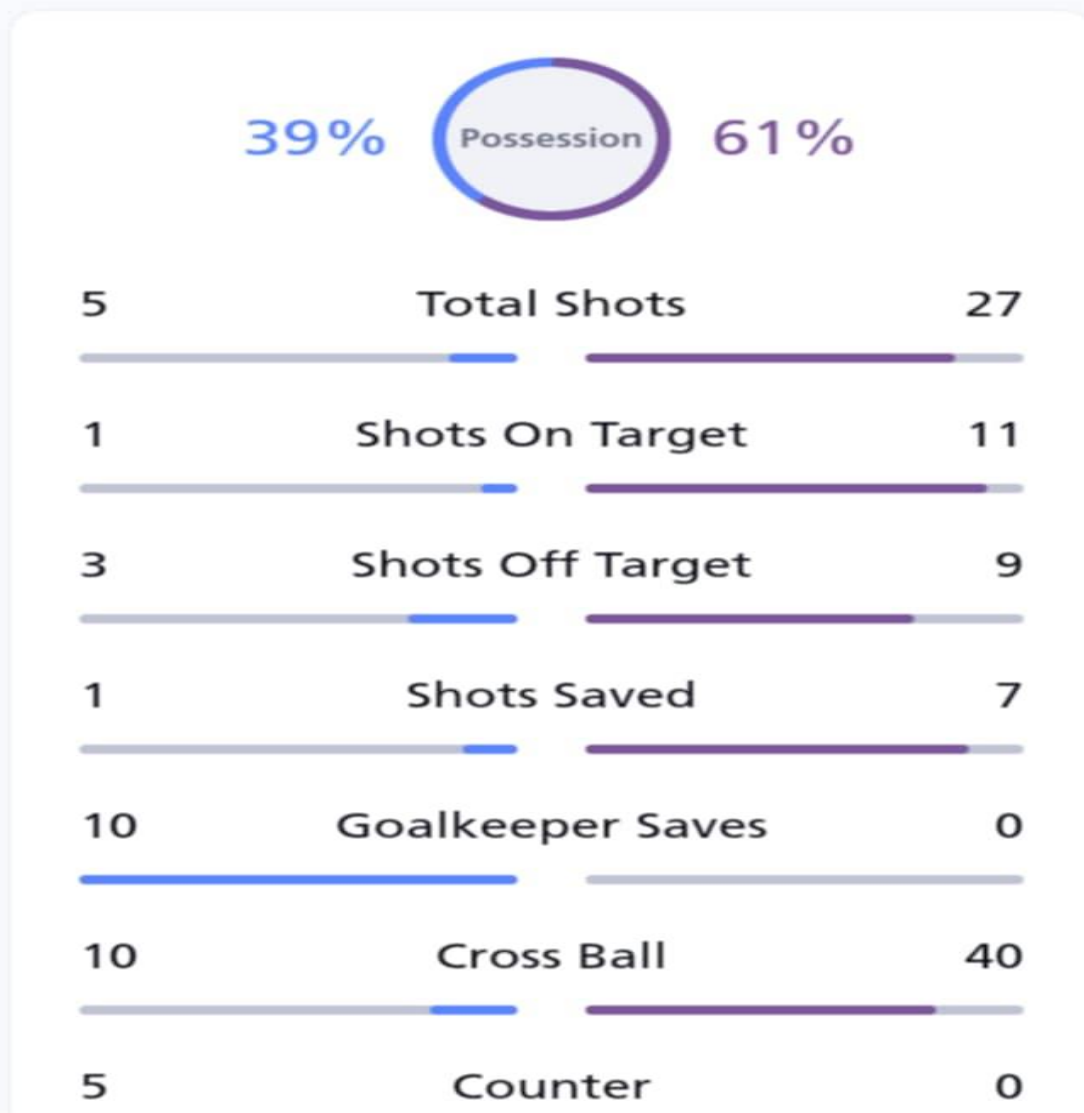 39% Possession 61%
5 Total Shots 27
1 Shots On Target 11
3 Shots Off Target 9
1 Shots Saved 7
10 Goalkeeper Saves 0
10 Cross Ball 40
5 Counter 0